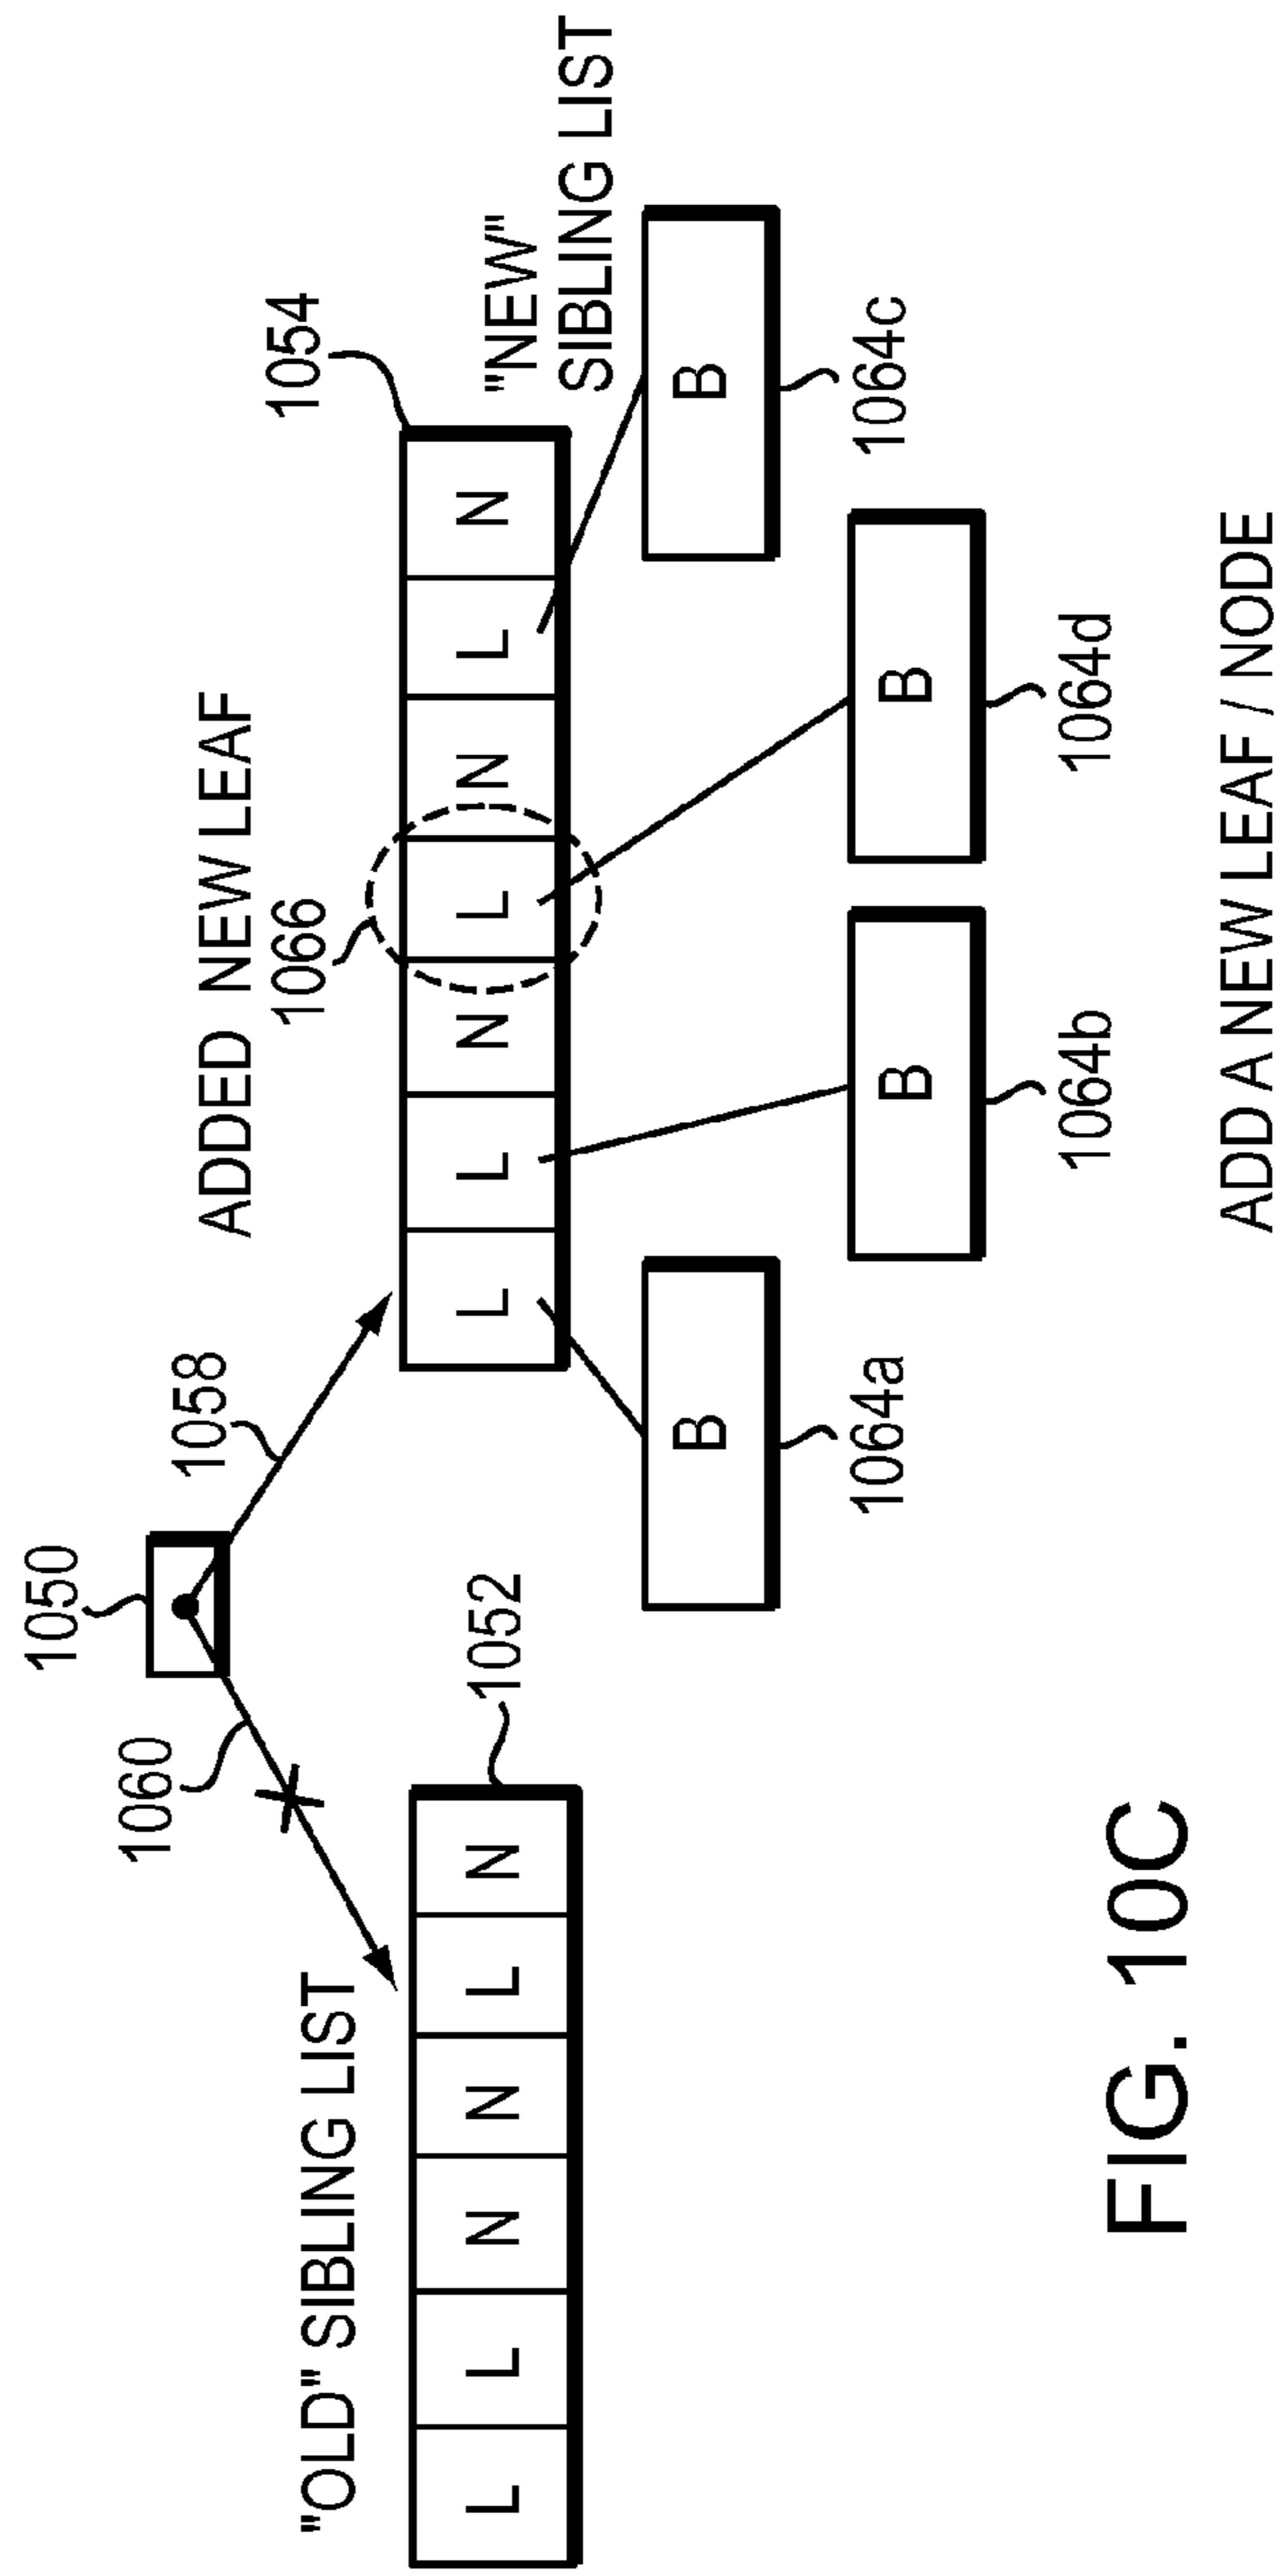 1050
1060
1058
ADDED NEW LEAF
1066
1054
"OLD" SIBLING LIST
1052
L L N N L N
L L N L N L N
"NEW"
SIBLING LIST
B
B
B
B
1064a
1064b
1064d
1064c
FIG. 10C
ADD A NEW LEAF / NODE